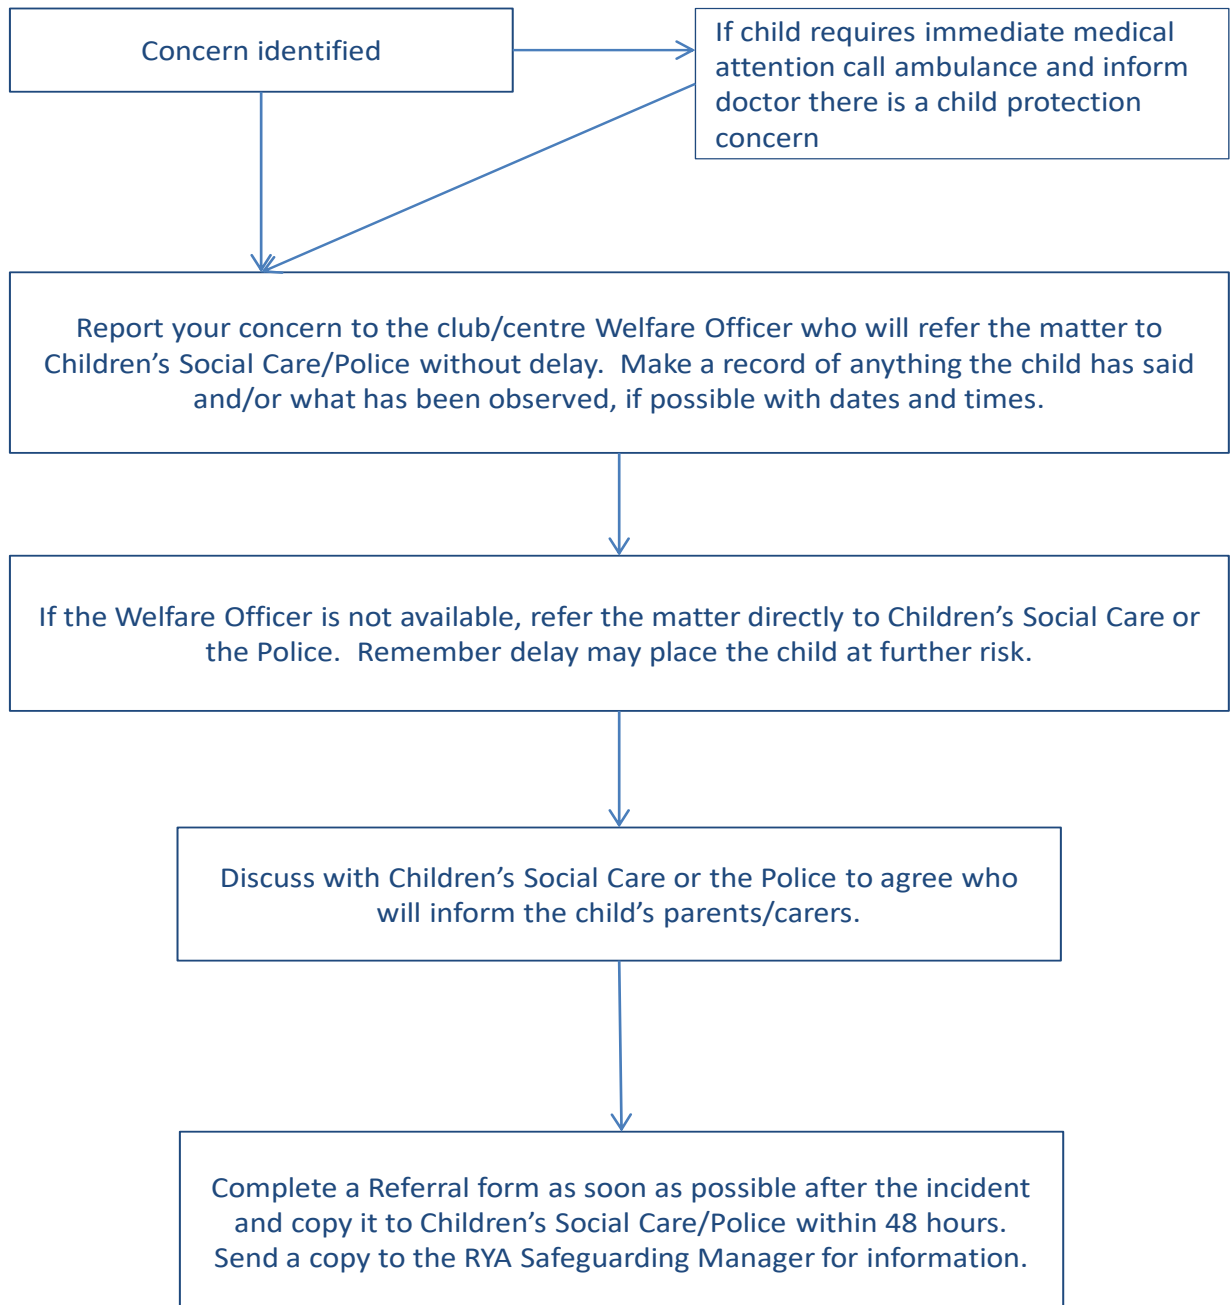 Concern identified
If child requires immediate medical
attention call ambulance and inform
doctor there is a child protection
concern
Report your concern to the club/centre Welfare Officer who will refer the matter to
Children’s Social Care/Police without delay.  Make a record of anything the child has said
and/or what has been observed, if possible with dates and times.
If the Welfare Officer is not available, refer the matter directly to Children’s Social Care or
the Police.  Remember delay may place the child at further risk.
Discuss with Children’s Social Care or the Police to agree who
will inform the child’s parents/carers.
Complete a Referral form as soon as possible after the incident
and copy it to Children’s Social Care/Police within 48 hours.
Send a copy to the RYA Safeguarding Manager for information.